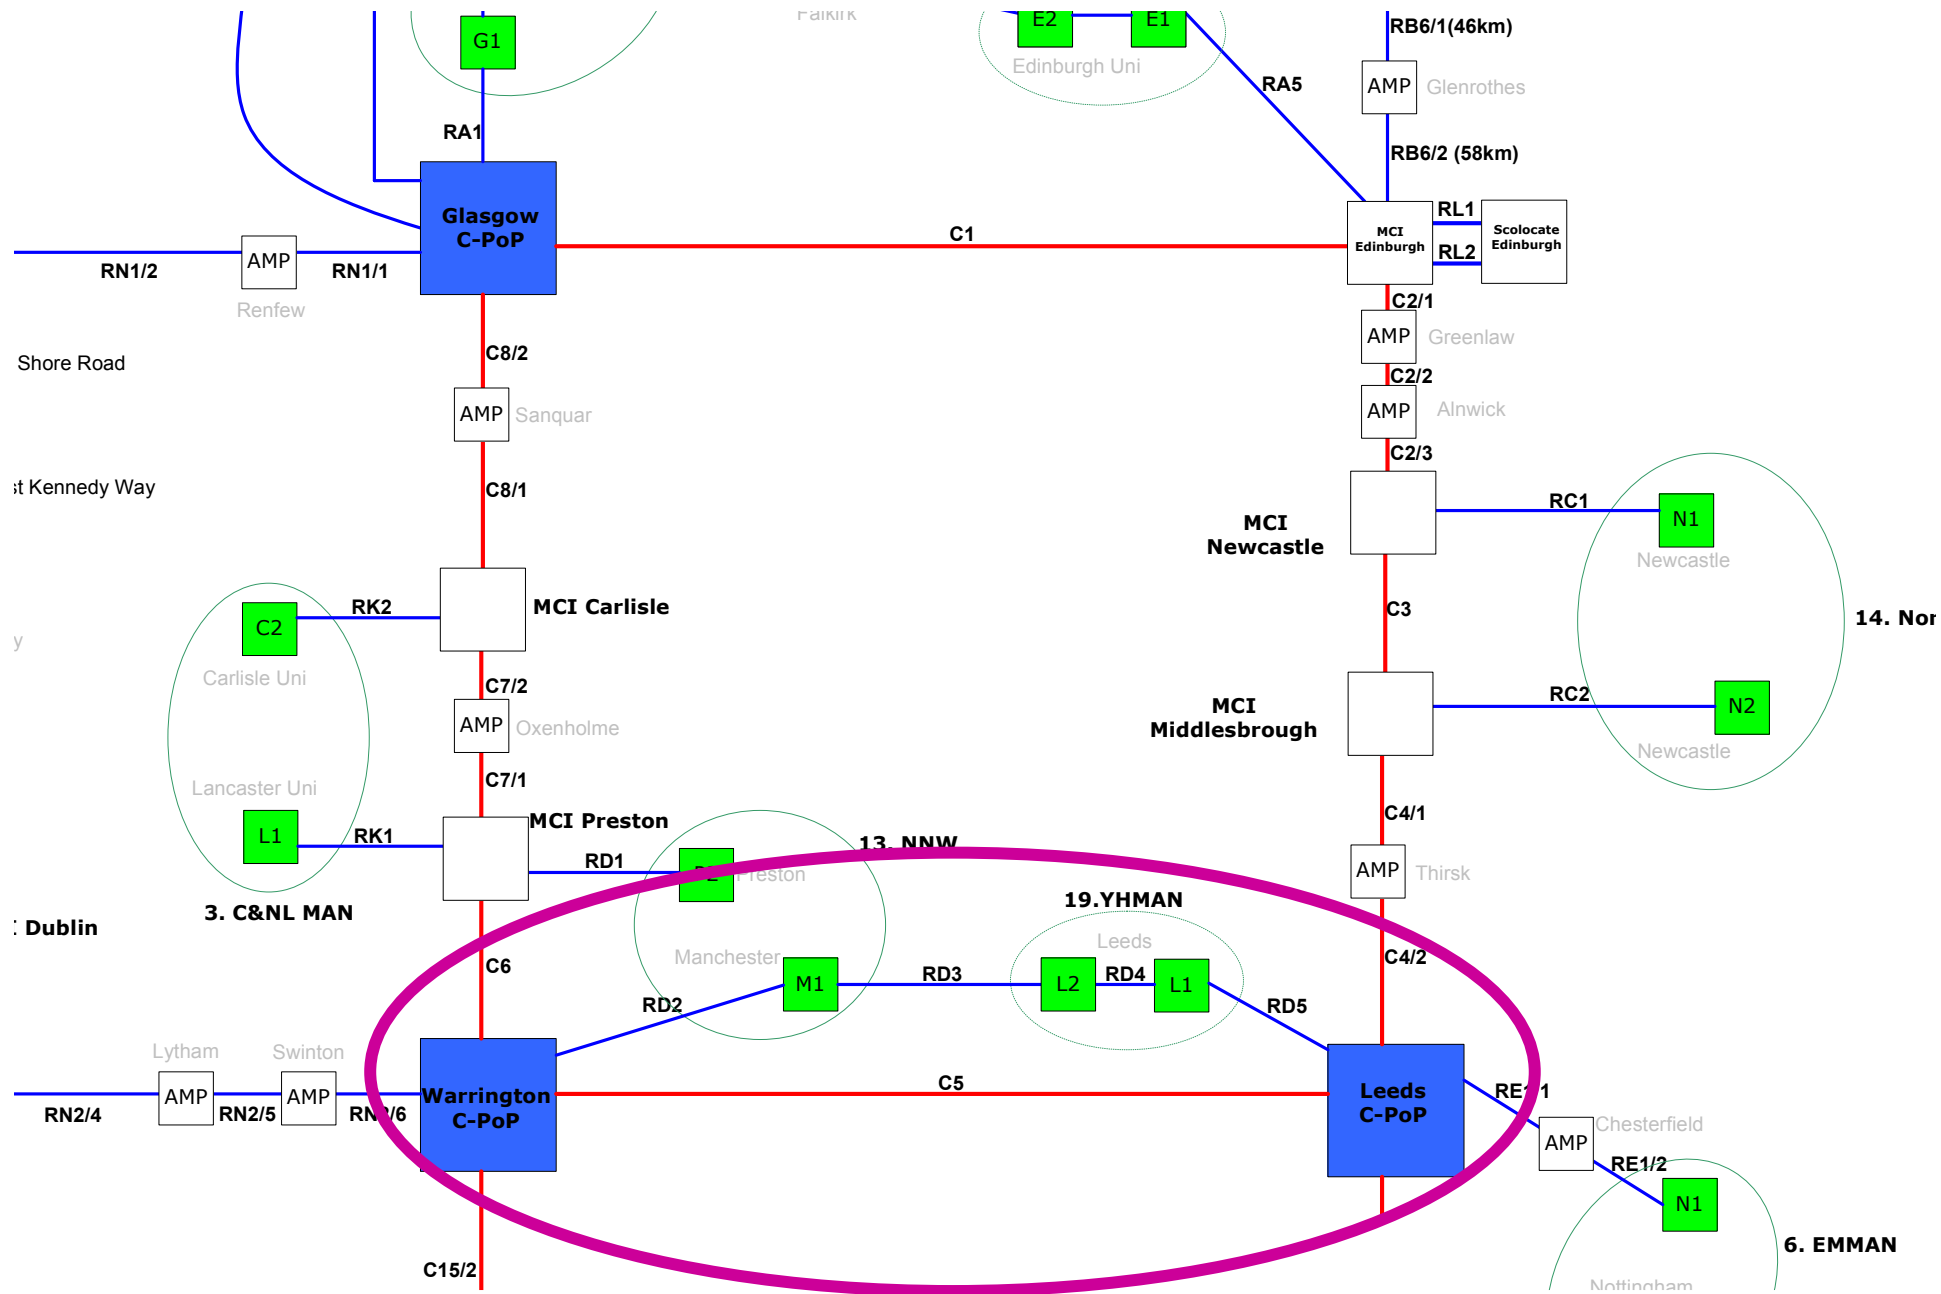 Falkirk
E2
E1
RB6/1(46km)
G1
Edinburgh Uni
RA5
AMP
Glenrothes
RA1
RB6/2 (58km)
Glasgow
C-PoP
C1
RL1
MCI
Edinburgh
Scolocate
Edinburgh
RL2
AMP
RN1/2
RN1/1
Renfew
C2/1
AMP
Greenlaw
C8/2
Shore Road
C2/2
AMP
Alnwick
AMP
Sanquar
C2/3
C8/1
st Kennedy Way
RC1
N1
MCI
Newcastle
Newcastle
RK2
MCI Carlisle
C3
14. Nor
C2
y
Carlisle Uni
C7/2
RC2
N2
MCI
Middlesbrough
AMP
Oxenholme
Newcastle
C7/1
Lancaster Uni
MCI Preston
C4/1
L1
RK1
13. NNW
RD1
Preston
AMP
Thirsk
19.YHMAN
3. C&NL MAN
Dublin
Leeds
Manchester
C6
C4/2
M1
RD3
L2
RD4
L1
RD2
RD5
Lytham
Swinton
AMP
AMP
Warrington
C-PoP
C5
Leeds
C-PoP
RN2/4
RN2/5
RN2/6
RE1/1
Chesterfield
AMP
RE1/2
N1
6. EMMAN
C15/2
Nottingham